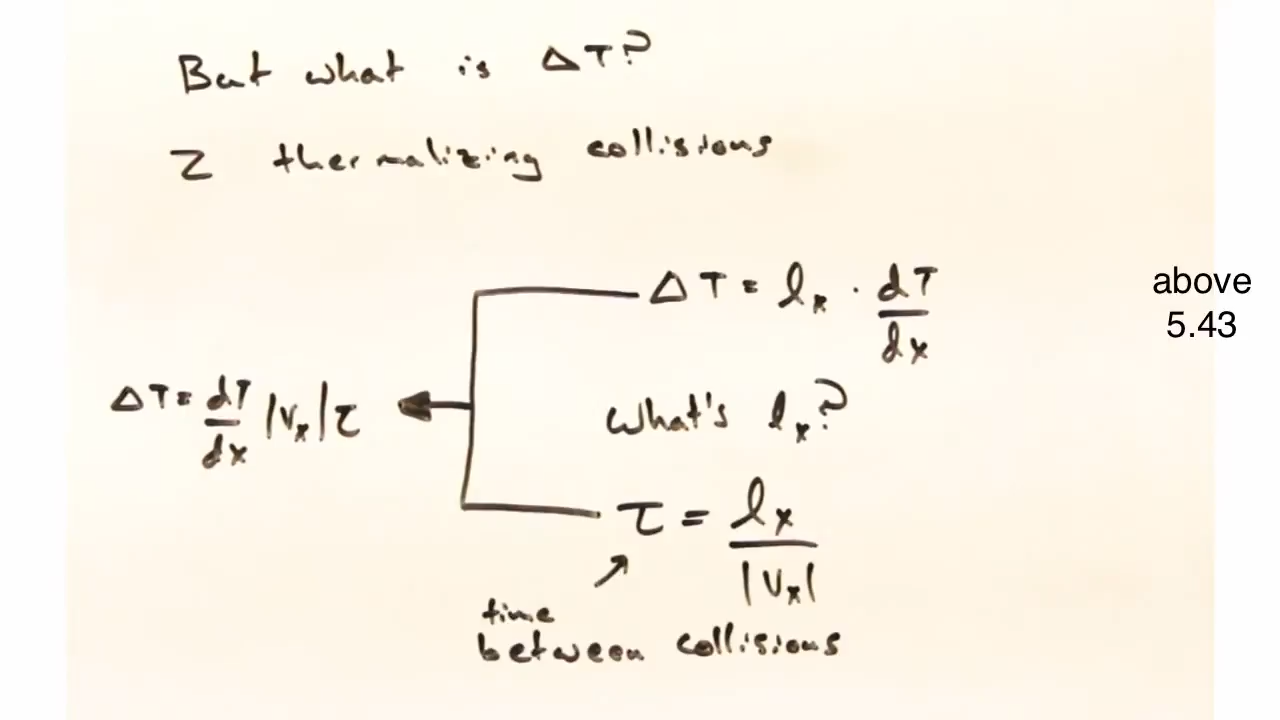 But what is ΔT?
2 thermalizing collisions
ΔT = lₓ · dT/dx
above
5.43
ΔT = dT/dx |vₓ|τ
What's lₓ?
τ = lₓ/|vₓ|
time
between collisions